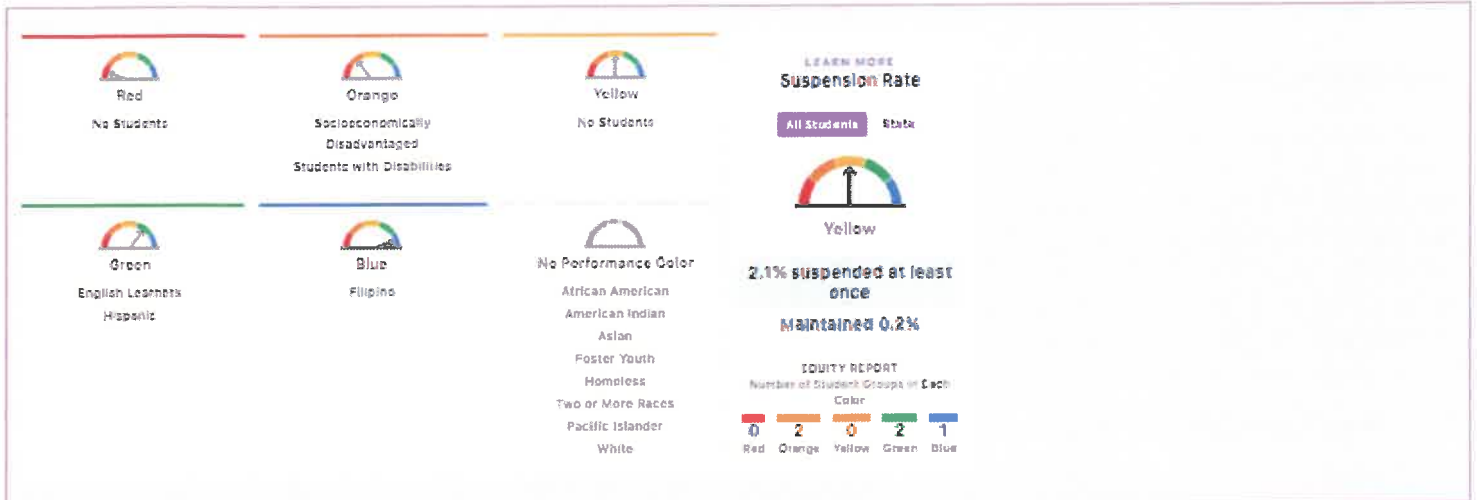 Red
No Students
Orange
Socioeconomically
Disadvantaged
Students with Disabilities
Yellow
No Students
Green
English Learners
Hispanic
Blue
Filipino
No Performance Color
African American
American Indian
Asian
Foster Youth
Homeless
Two or More Races
Pacific Islander
White
LEARN MORE
Suspension Rate
All Students State
Yellow
2.1% suspended at least
once
Maintained 0.2%
EQUITY REPORT
Number of Student Groups in Each
Color
0 2 0 2 1
Red Orange Yellow Green Blue